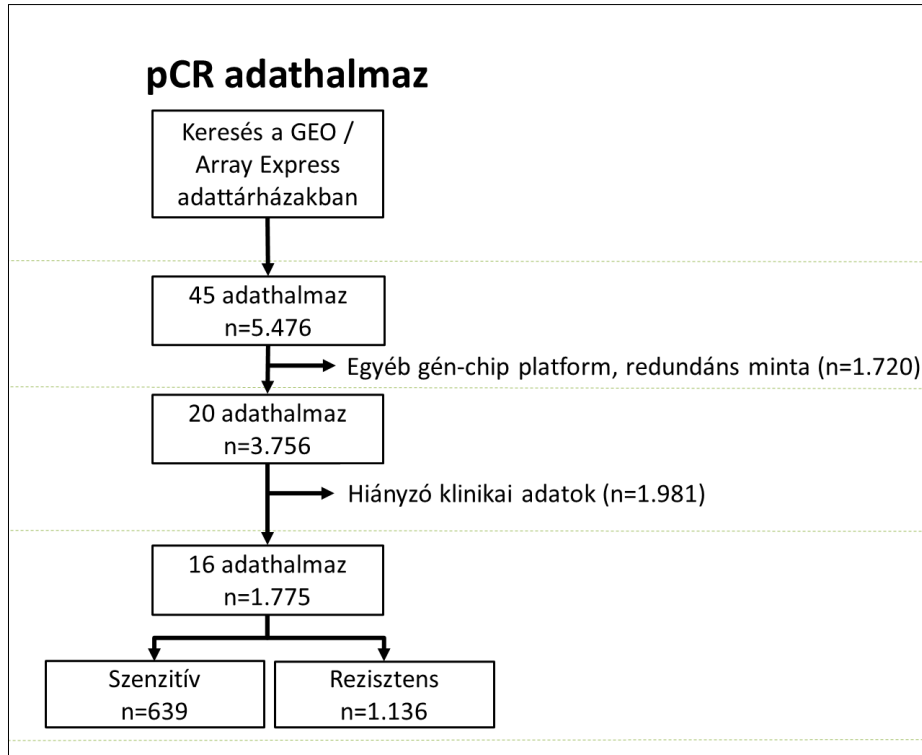 pCR adathalmaz
Keresés a GEO /
Array Express
adattárházakban
45 adathalmaz
n=5.476
Egyéb gén-chip platform, redundáns minta (n=1.720)
20 adathalmaz
n=3.756
Hiányzó klinikai adatok (n=1.981)
16 adathalmaz
n=1.775
Szenzitív
n=639
Rezisztens
n=1.136